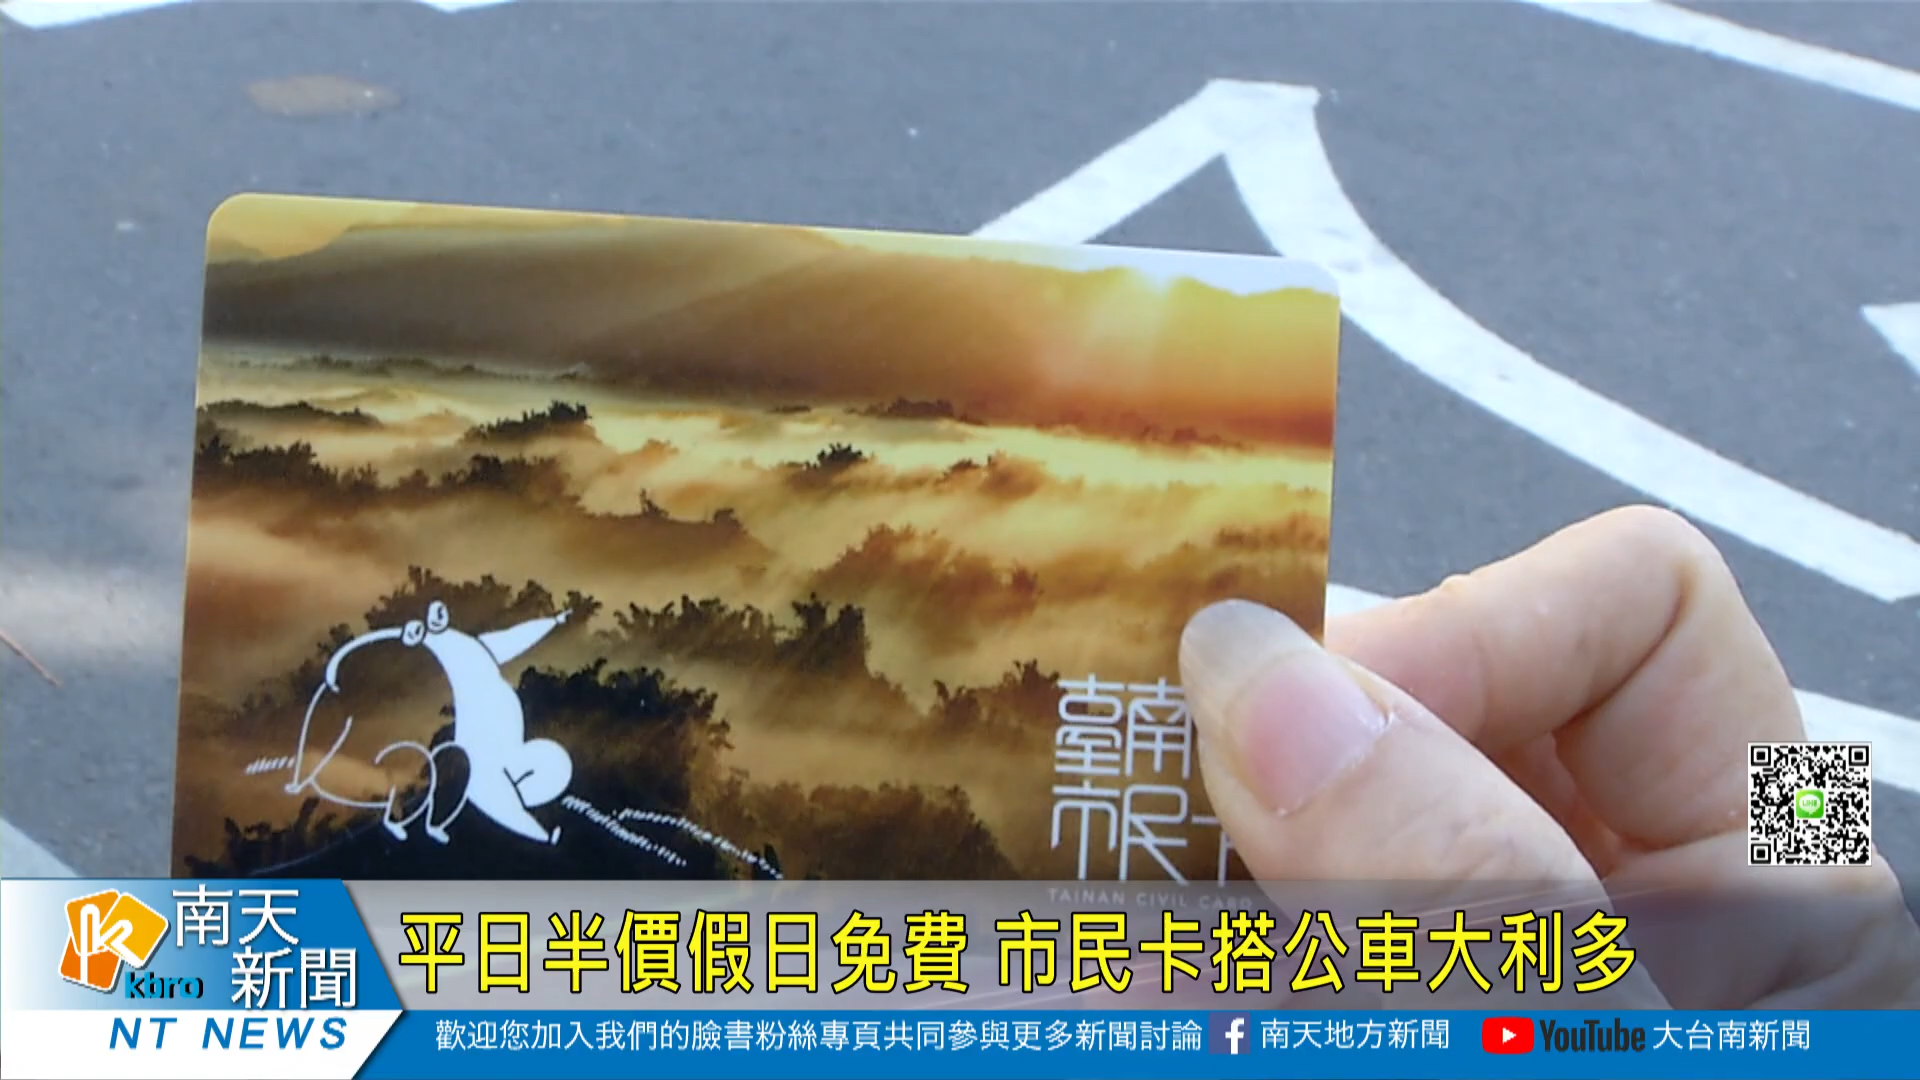 臺南
市民
TAINAN CIVIL CARD
南天
新聞
kbro
NT NEWS
平日半價假日免費 市民卡搭公車大利多
歡迎您加入我們的臉書粉絲專頁共同參與更多新聞討論 南天地方新聞 YouTube 大台南新聞
LINE